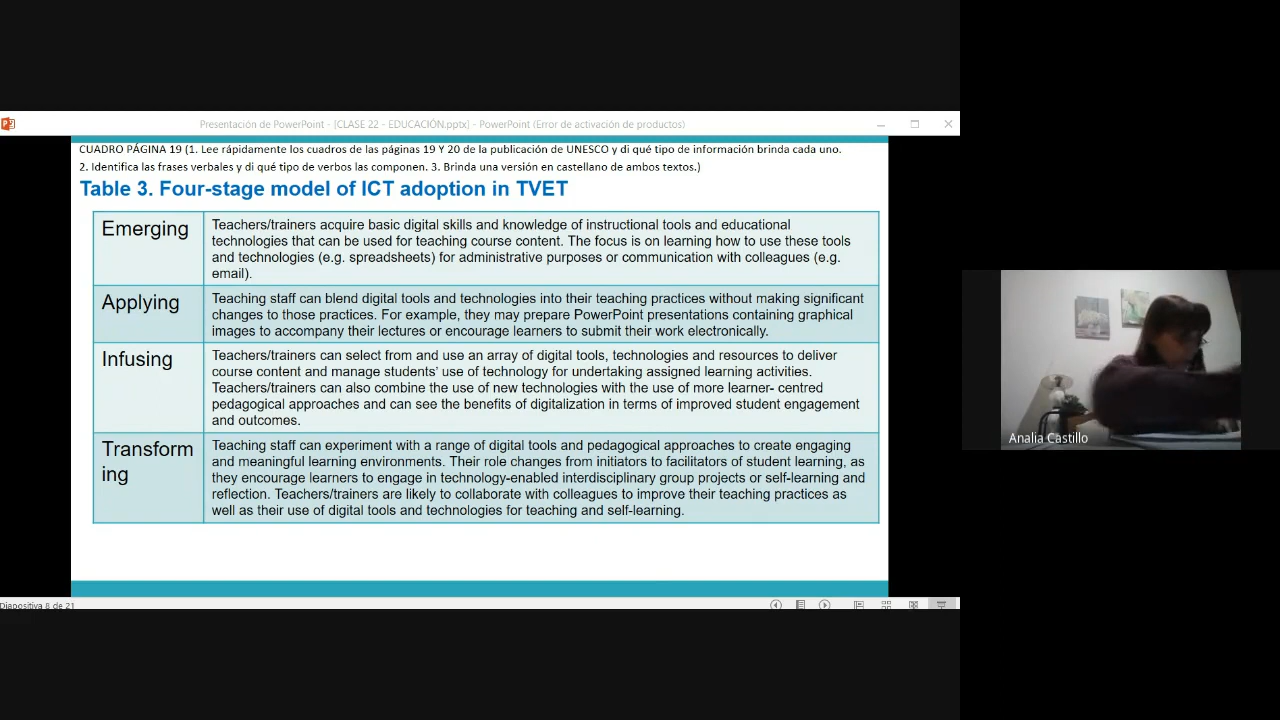 Presentación de PowerPoint - [CLASE 22 - EDUCACIÓN.pptx] - PowerPoint (Error de activación de productos)
CUADRO PÁGINA 19 (1. Lee rápidamente los cuadros de las páginas 19 Y 20 de la publicación de UNESCO y di qué tipo de información brinda cada uno.
2. Identifica las frases verbales y di qué tipo de verbos las componen. 3. Brinda una versión en castellano de ambos textos.)
Table 3. Four-stage model of ICT adoption in TVET
Emerging
Teachers/trainers acquire basic digital skills and knowledge of instructional tools and educational
technologies that can be used for teaching course content. The focus is on learning how to use these tools
and technologies (e.g. spreadsheets) for administrative purposes or communication with colleagues (e.g.
email).
Applying
Teaching staff can blend digital tools and technologies into their teaching practices without making significant
changes to those practices. For example, they may prepare PowerPoint presentations containing graphical
images to accompany their lectures or encourage learners to submit their work electronically.
Infusing
Teachers/trainers can select from and use an array of digital tools, technologies and resources to deliver
course content and manage students' use of technology for undertaking assigned learning activities.
Teachers/trainers can also combine the use of new technologies with the use of more learner- centred
pedagogical approaches and can see the benefits of digitalization in terms of improved student engagement
and outcomes.
Transform
ing
Teaching staff can experiment with a range of digital tools and pedagogical approaches to create engaging
and meaningful learning environments. Their role changes from initiators to facilitators of student learning, as
they encourage learners to engage in technology-enabled interdisciplinary group projects or self-learning and
reflection. Teachers/trainers are likely to collaborate with colleagues to improve their teaching practices as
well as their use of digital tools and technologies for teaching and self-learning.
Diapositiva 8 de 21
Analia Castillo